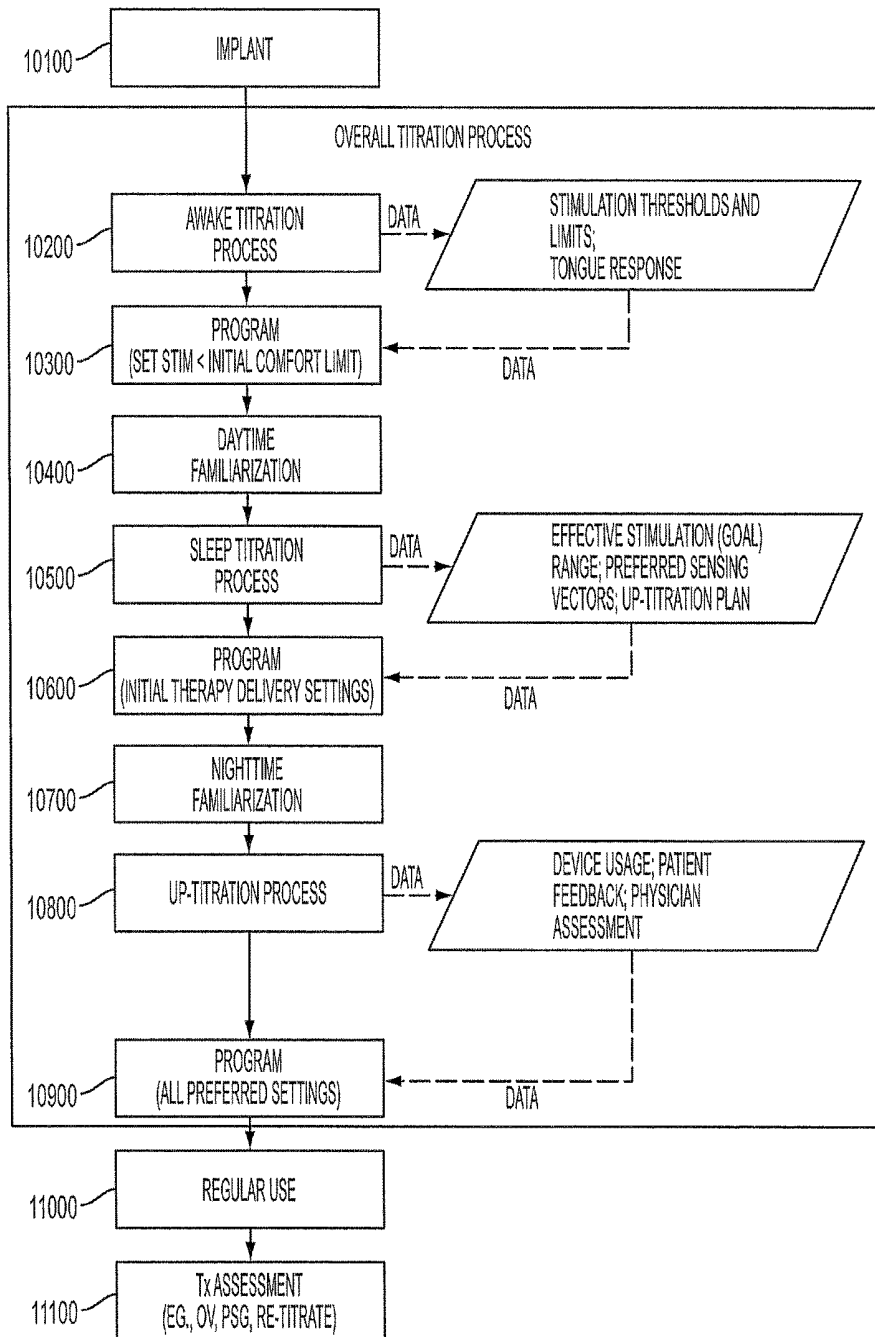 10100
IMPLANT
OVERALL TITRATION PROCESS
10200
AWAKE TITRATION
PROCESS
DATA
STIMULATION THRESHOLDS AND
LIMITS;
TONGUE RESPONSE
10300
PROGRAM
(SET STIM < INITIAL COMFORT LIMIT)
DATA
10400
DAYTIME
FAMILIARIZATION
10500
SLEEP TITRATION
PROCESS
DATA
EFFECTIVE STIMULATION (GOAL)
RANGE; PREFERRED SENSING
VECTORS; UP-TITRATION PLAN
10600
PROGRAM
(INITIAL THERAPY DELIVERY SETTINGS)
DATA
10700
NIGHTTIME
FAMILIARIZATION
10800
UP-TITRATION PROCESS
DATA
DEVICE USAGE; PATIENT
FEEDBACK; PHYSICIAN
ASSESSMENT
10900
PROGRAM
(ALL PREFERRED SETTINGS)
DATA
11000
REGULAR USE
11100
Tx ASSESSMENT
(EG., OV, PSG, RE-TITRATE)